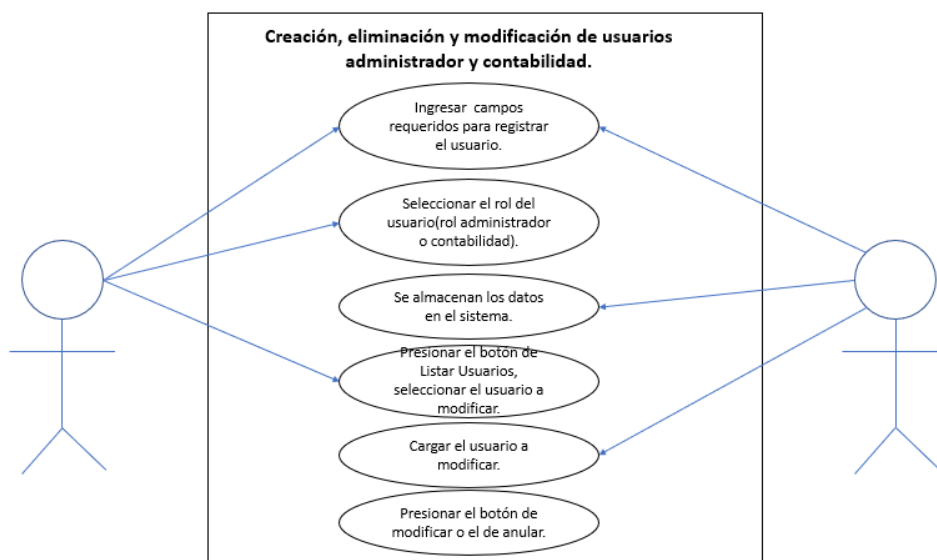 Creación, eliminación y modificación de usuarios
administrador y contabilidad.
Ingresar campos
requeridos para registrar
el usuario.
Seleccionar el rol del
usuario(rol administrador
o contabilidad).
Se almacenan los datos
en el sistema.
Presionar el botón de
Listar Usuarios,
seleccionar el usuario a
modificar.
Cargar el usuario a
modificar.
Presionar el botón de
modificar o el de anular.